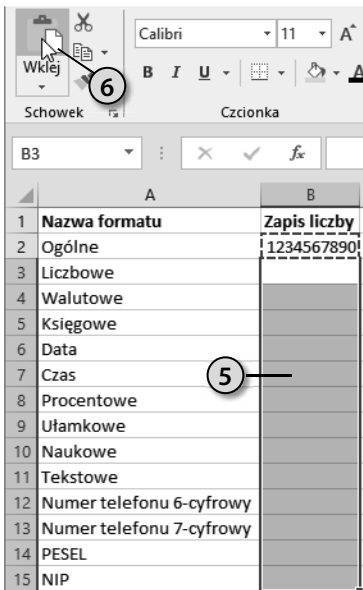 Calibri 11 A
Wklej
6
B I U A
Schowek Czcionka
B3 fx
A B
1 Nazwa formatu Zapis liczby
2 Ogólne 1234567890
3 Liczbowe
4 Walutowe
5 Księgowe
6 Data
7 Czas 5
8 Procentowe
9 Ułamkowe
10 Naukowe
11 Tekstowe
12 Numer telefonu 6-cyfrowy
13 Numer telefonu 7-cyfrowy
14 PESEL
15 NIP